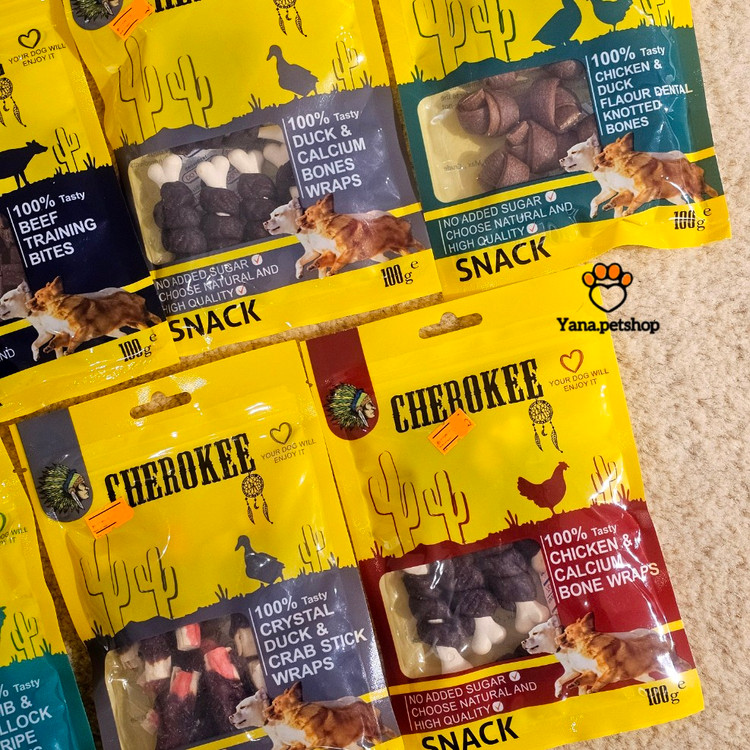 YOUR DOG WILL
ENJOY IT
100% Tasty
BEEF
TRAINING
BITES
100g e
100% Tasty
DUCK &
CALCIUM
BONES
WRAPS
NO ADDED SUGAR
CHOOSE NATURAL AND
HIGH QUALITY
SNACK
100g e
100% Tasty
CHICKEN &
DUCK
FLAOUR DENTAL
KNOTTED
BONES
NO ADDED SUGAR
CHOOSE NATURAL AND
HIGH QUALITY
SNACK
100g e
Yana.petshop
CHEROKEE
YOUR DOG WILL
ENJOY IT
100% Tasty
CRYSTAL
DUCK &
CRAB STICK
WRAPS
CHEROKEE
YOUR DOG WILL
ENJOY IT
100% Tasty
CHICKEN &
CALCIUM
BONE WRAPS
NO ADDED SUGAR
CHOOSE NATURAL AND
HIGH QUALITY
SNACK
100g e
% Tasty